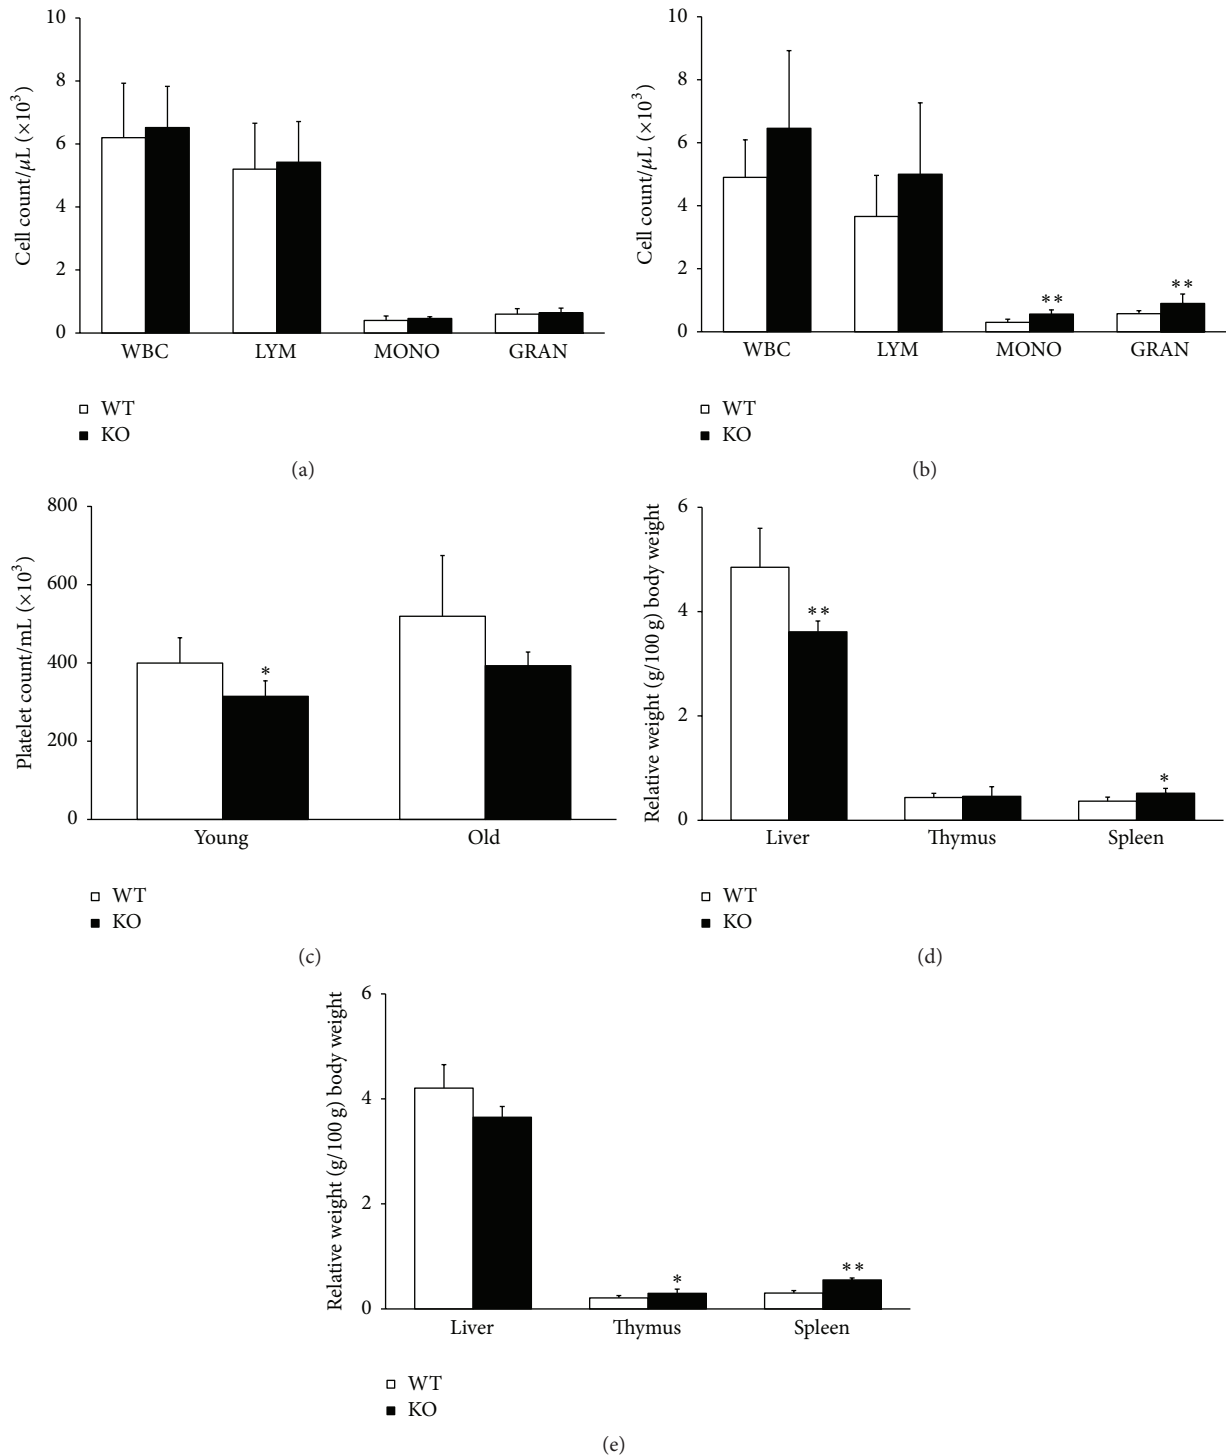 Cell count/μL (×10³)
10
8
6
4
2
0
WBC LYM MONO GRAN
WT
KO
(a)
Cell count/μL (×10³)
10
8
6
4
2
0
** **
WBC LYM MONO GRAN
WT
KO
(b)
Platelet count/mL (×10³)
800
600
400
200
0
*
Young Old
WT
KO
(c)
Relative weight (g/100 g) body weight
6
4
2
0
** *
Liver Thymus Spleen
WT
KO
(d)
Relative weight (g/100 g) body weight
6
4
2
0
* **
Liver Thymus Spleen
WT
KO
(e)